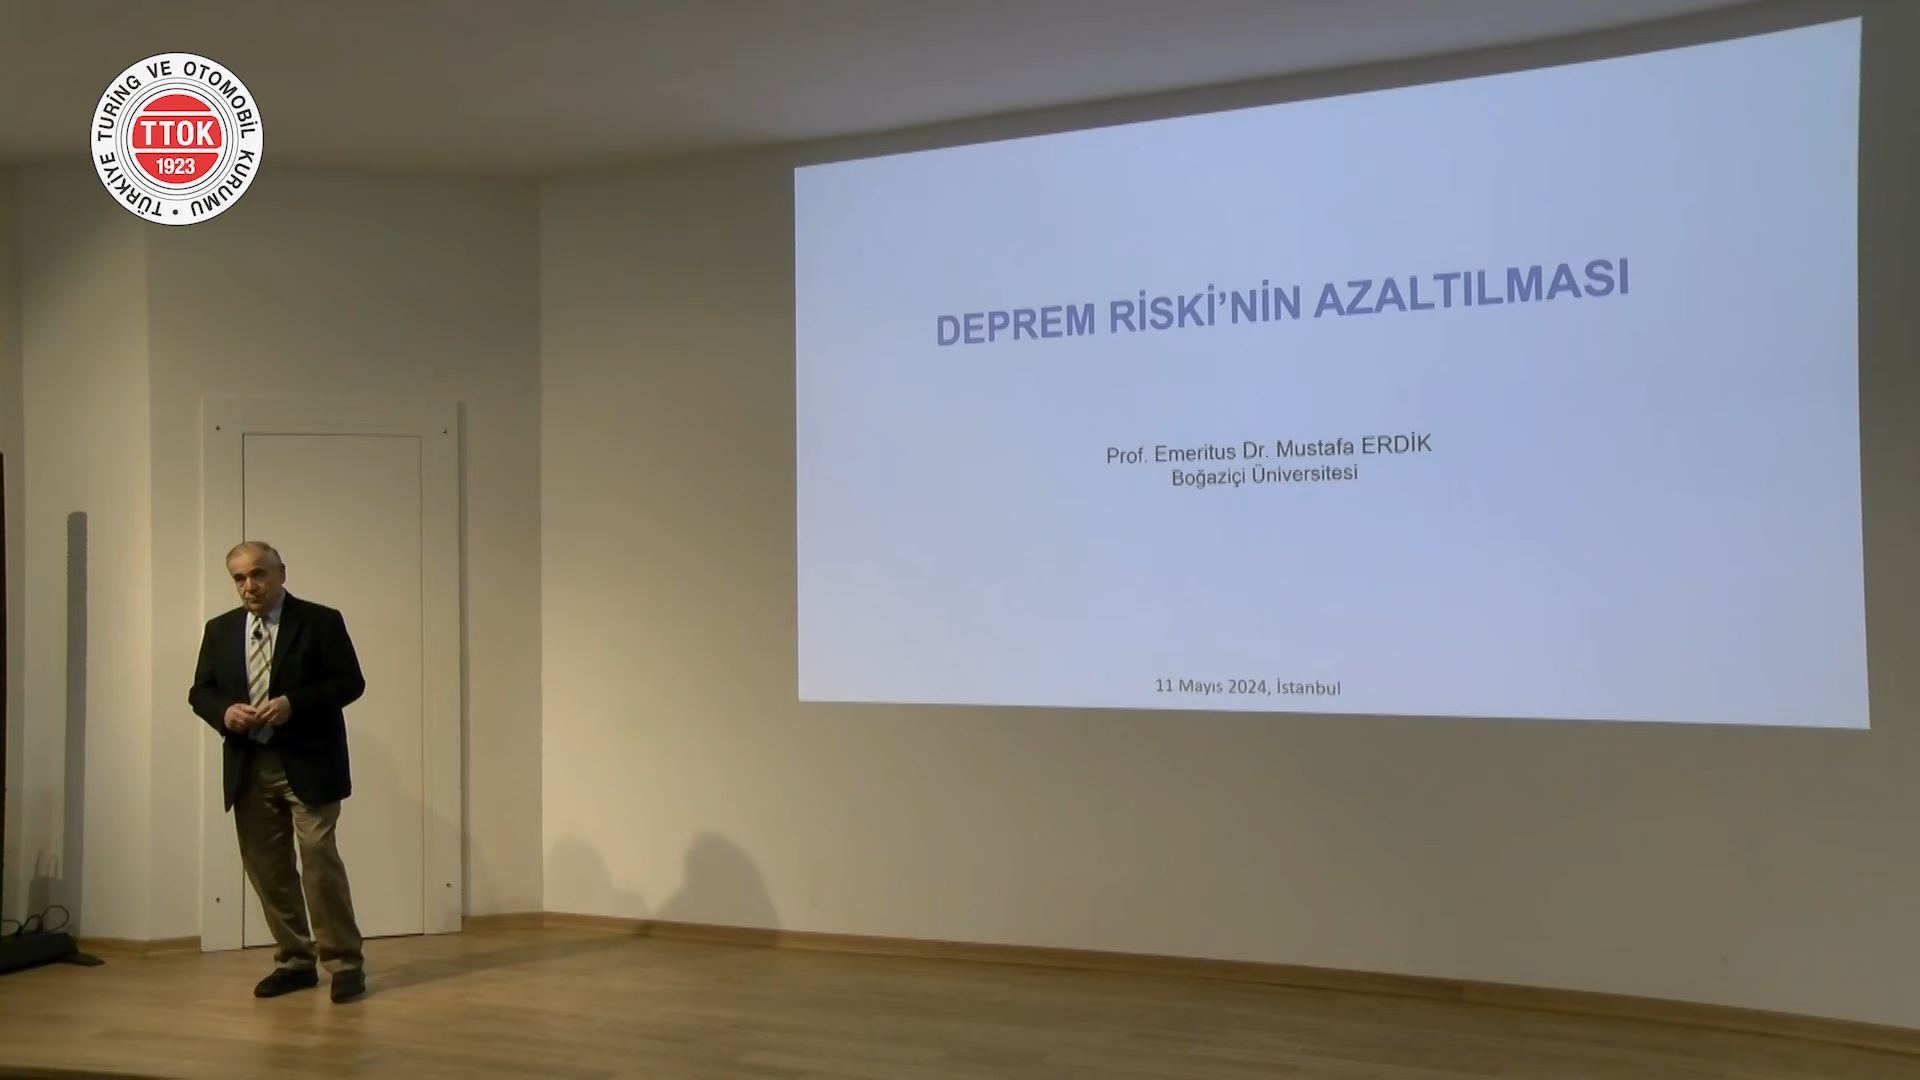 TÜRKİYE TURİNG VE OTOMOBİL KURUMU •
TTOK
1923
DEPREM RİSKİ’NİN AZALTILMASI
Prof. Emeritus Dr. Mustafa ERDİK
Boğaziçi Üniversitesi
11 Mayıs 2024, İstanbul